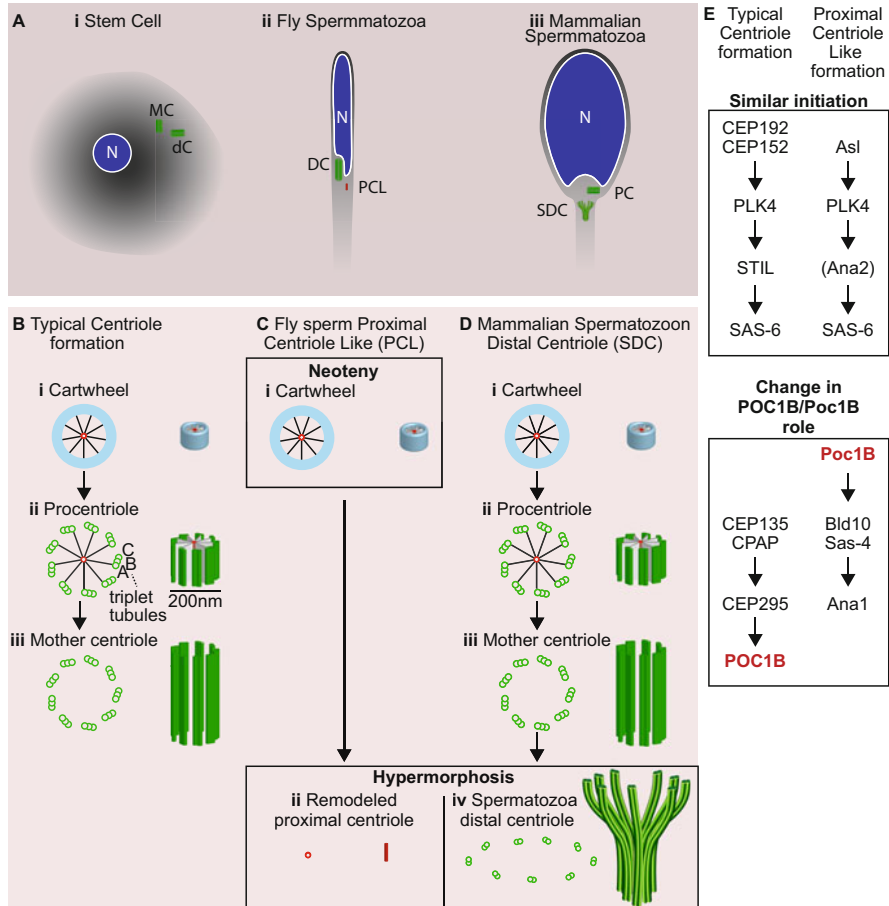 A
i Stem Cell
MC
dC
N
ii Fly Spermmatozoa
N
DC
PCL
iii Mammalian
Spermmatozoa
N
PC
SDC
B Typical Centriole
formation
i Cartwheel
ii Procentriole
C
B
A
triplet
tubules
200nm
iii Mother centriole
C Fly sperm Proximal
Centriole Like (PCL)
Neoteny
i Cartwheel
D Mammalian Spermatozoon
Distal Centriole (SDC)
i Cartwheel
ii Procentriole
iii Mother centriole
Hypermorphosis
ii Remodeled
proximal centriole
iv Spermatozoa
distal centriole
E
Typical
Centriole
formation
Proximal
Centriole
Like
formation
Similar initiation
CEP192
CEP152
PLK4
STIL
SAS-6
Asl
PLK4
(Ana2)
SAS-6
Change in
POC1B/Poc1B
role
CEP135
CPAP
CEP295
POC1B
Poc1B
Bld10
Sas-4
Ana1